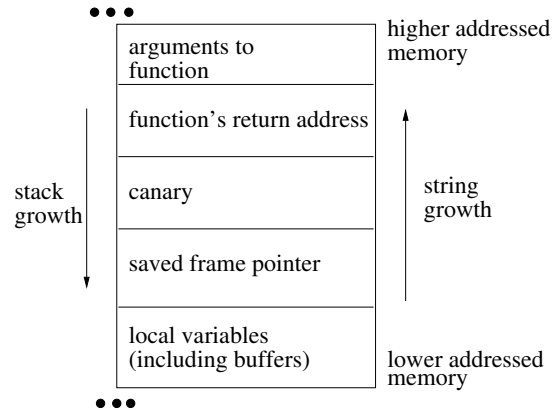 arguments to
function
function's return address
canary
saved frame pointer
local variables
(including buffers)
stack
growth
higher addressed
memory
string
growth
lower addressed
memory